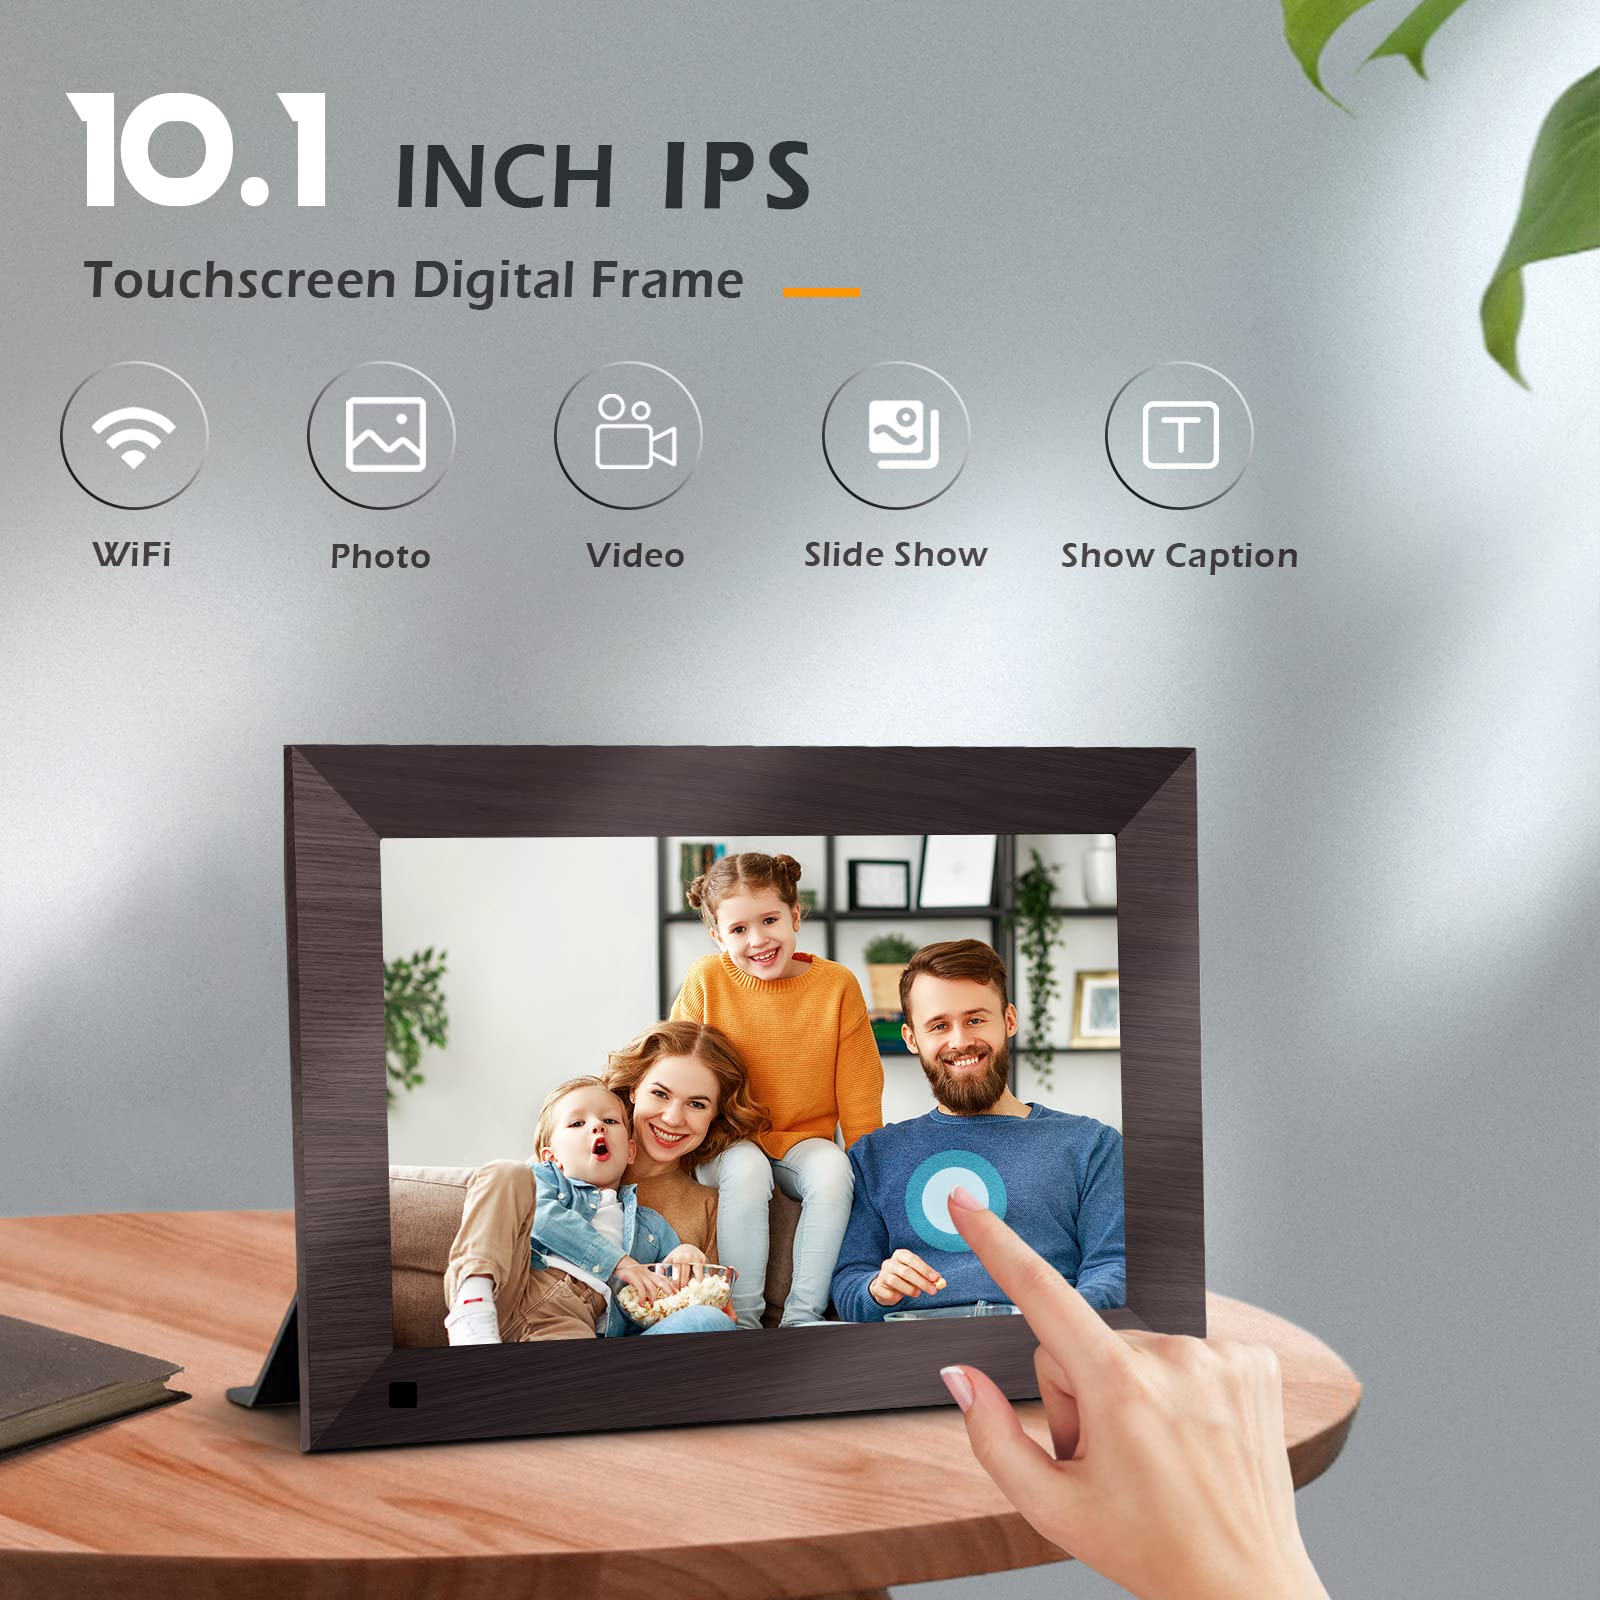 10.1 INCH IPS
Touchscreen Digital Frame
WiFi
Photo
Video
Slide Show
T
Show Caption